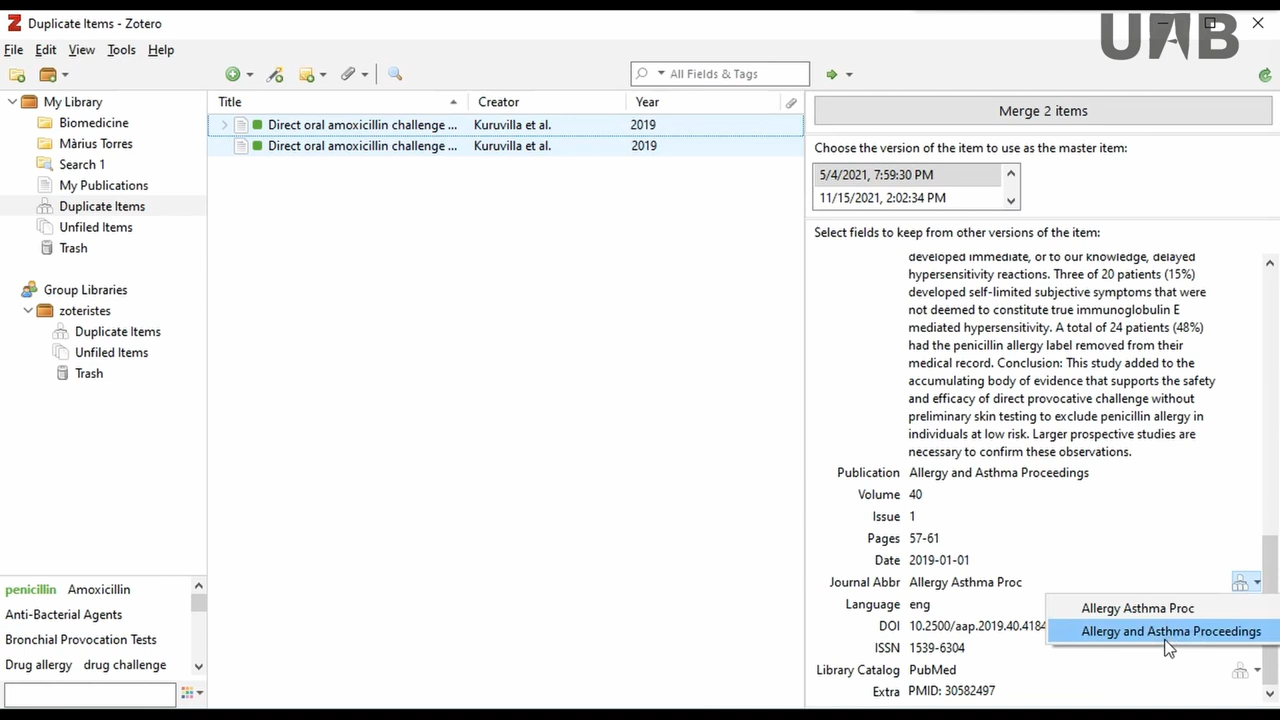 Duplicate Items - Zotero
UAB
File Edit View Tools Help
All Fields & Tags
My Library
Biomedicine
Màrius Torres
Search 1
My Publications
Duplicate Items
Unfiled Items
Trash
Group Libraries
zoteristes
Duplicate Items
Unfiled Items
Trash
penicillin Amoxicillin
Anti-Bacterial Agents
Bronchial Provocation Tests
Drug allergy drug challenge
Title Creator Year
Direct oral amoxicillin challenge ... Kuruvilla et al. 2019
Direct oral amoxicillin challenge ... Kuruvilla et al. 2019
Merge 2 items
Choose the version of the item to use as the master item:
5/4/2021, 7:59:30 PM
11/15/2021, 2:02:34 PM
Select fields to keep from other versions of the item:
developed immediate, or to our knowledge, delayed
hypersensitivity reactions. Three of 20 patients (15%)
developed self-limited subjective symptoms that were
not deemed to constitute true immunoglobulin E
mediated hypersensitivity. A total of 24 patients (48%)
had the penicillin allergy label removed from their
medical record. Conclusion: This study added to the
accumulating body of evidence that supports the safety
and efficacy of direct provocative challenge without
preliminary skin testing to exclude penicillin allergy in
individuals at low risk. Larger prospective studies are
necessary to confirm these observations.
Publication Allergy and Asthma Proceedings
Volume 40
Issue 1
Pages 57-61
Date 2019-01-01
Journal Abbr Allergy Asthma Proc
Language eng
DOI 10.2500/aap.2019.40.4184
ISSN 1539-6304
Library Catalog PubMed
Extra PMID: 30582497
Allergy Asthma Proc
Allergy and Asthma Proceedings